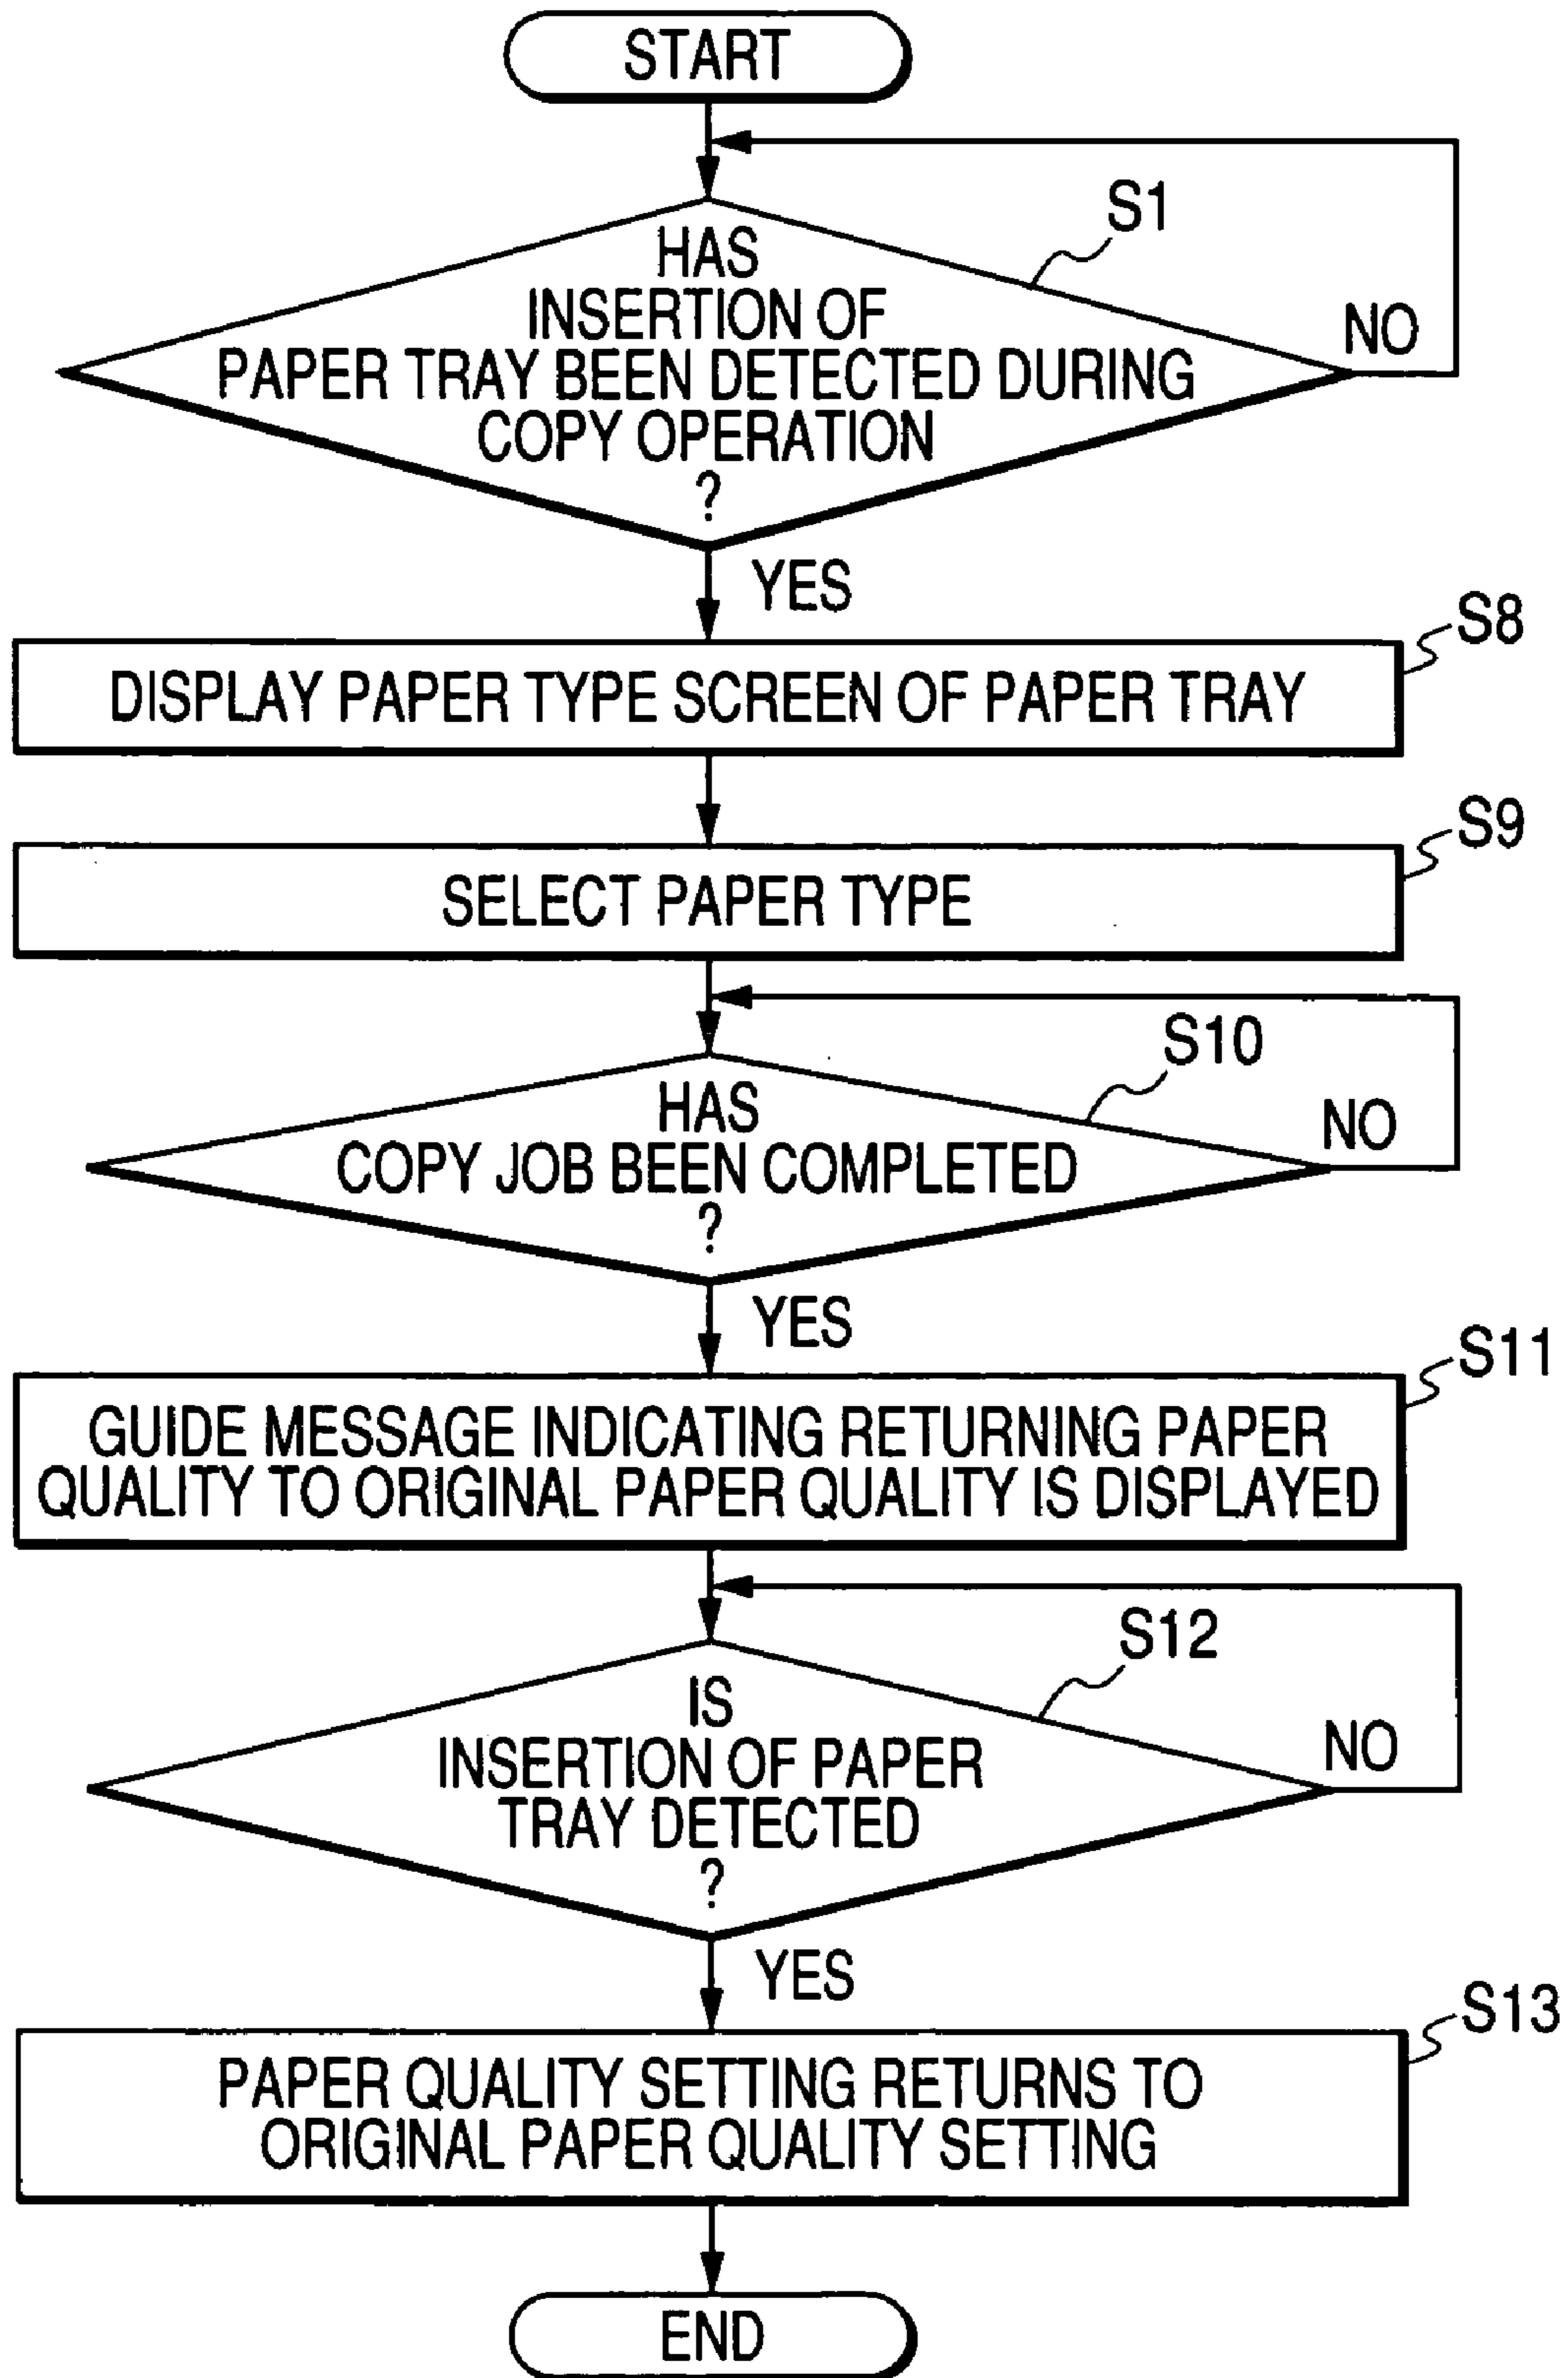 START
S1
HAS
INSERTION OF
PAPER TRAY BEEN DETECTED DURING
COPY OPERATION
?
NO
YES
S8
DISPLAY PAPER TYPE SCREEN OF PAPER TRAY
S9
SELECT PAPER TYPE
S10
HAS
COPY JOB BEEN COMPLETED
?
NO
YES
S11
GUIDE MESSAGE INDICATING RETURNING PAPER
QUALITY TO ORIGINAL PAPER QUALITY IS DISPLAYED
S12
IS
INSERTION OF PAPER
TRAY DETECTED
?
NO
YES
S13
PAPER QUALITY SETTING RETURNS TO
ORIGINAL PAPER QUALITY SETTING
END